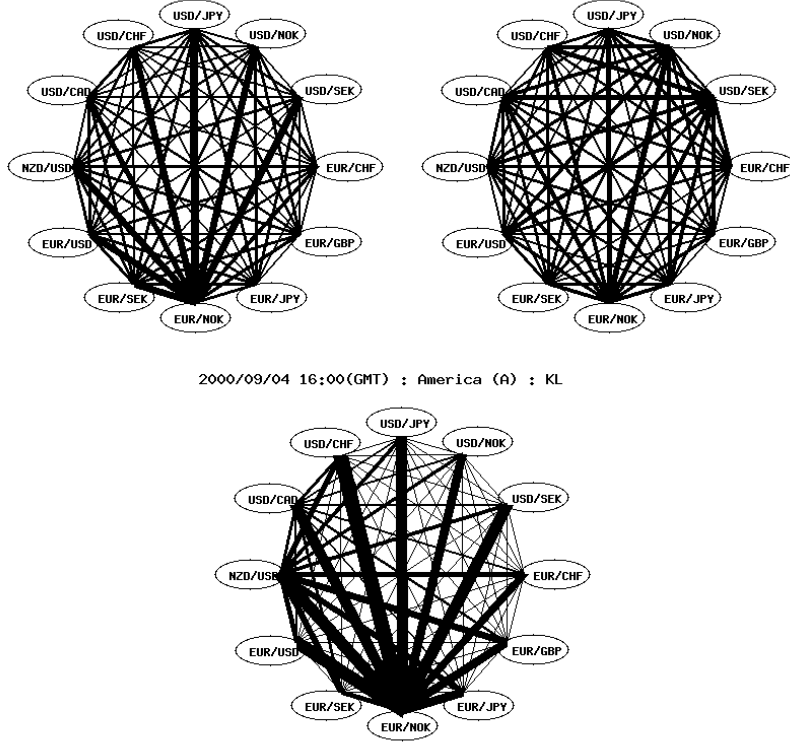 USD/JPY
USD/CHF
USD/NOK
USD/CAD
USD/SEK
NZD/USD
EUR/CHF
EUR/USD
EUR/GBP
EUR/SEK
EUR/JPY
EUR/NOK
USD/JPY
USD/CHF
USD/NOK
USD/CAD
USD/SEK
NZD/USD
EUR/CHF
EUR/USD
EUR/GBP
EUR/SEK
EUR/JPY
EUR/NOK
2000/09/04 16:00(GMT) : America (A) : KL
USD/JPY
USD/CHF
USD/NOK
USD/CAD
USD/SEK
NZD/USD
EUR/CHF
EUR/USD
EUR/GBP
EUR/SEK
EUR/JPY
EUR/NOK